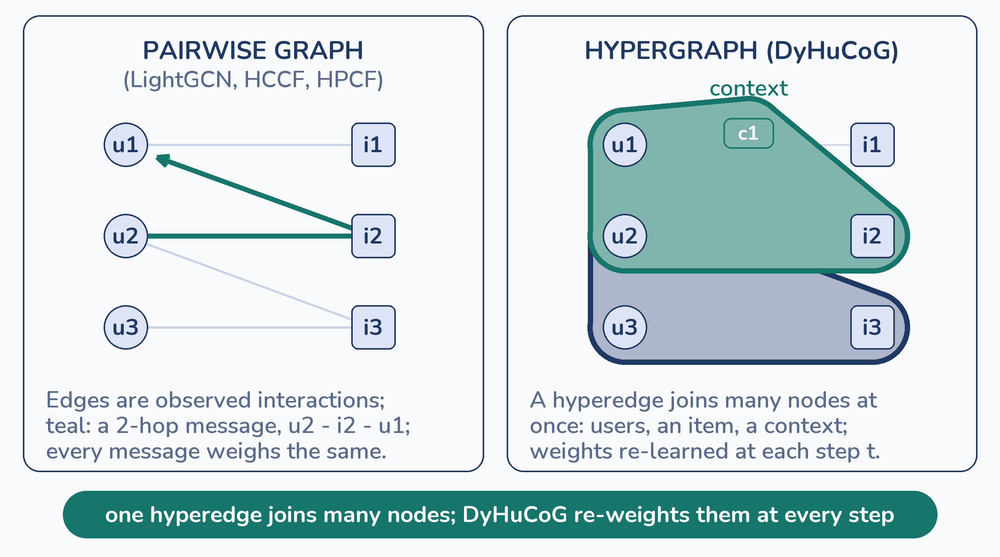 PAIRWISE GRAPH
(LightGCN, HCCF, HPCF)
u1
i1
u2
i2
u3
i3
Edges are observed interactions;
teal: a 2-hop message, u2 - i2 - u1;
every message weighs the same.
HYPERGRAPH (DyHuCoG)
context
c1
u1
i1
u2
i2
u3
i3
A hyperedge joins many nodes at
once: users, an item, a context;
weights re-learned at each step t.
one hyperedge joins many nodes; DyHuCoG re-weights them at every step